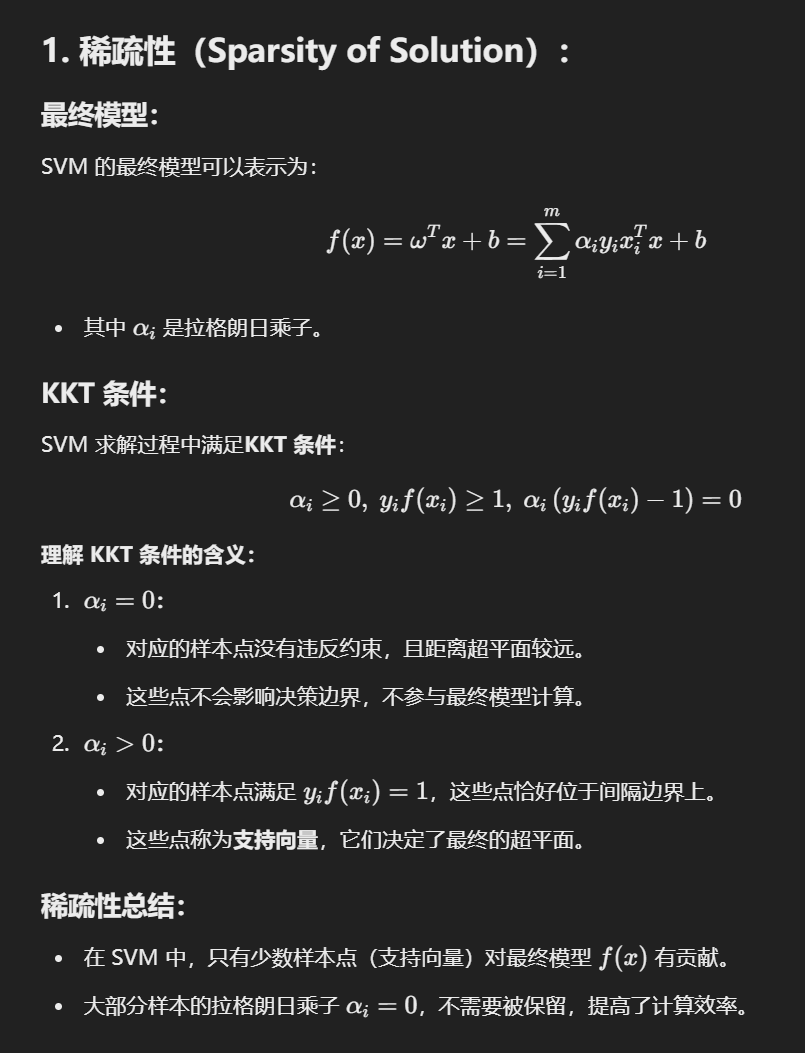 1. 稀疏性（Sparsity of Solution）:
最终模型：
SVM 的最终模型可以表示为：
$f(x) = \omega^T x + b = \sum_{i=1}^{m} \alpha_i y_i x_i^T x + b$
• 其中 $\alpha_i$ 是拉格朗日乘子。
KKT 条件：
SVM 求解过程中满足KKT 条件：
$\alpha_i \geq 0, \; y_i f(x_i) \geq 1, \; \alpha_i (y_i f(x_i) - 1) = 0$
理解 KKT 条件的含义：
1. $\alpha_i = 0$:
• 对应的样本点没有违反约束，且距离超平面较远。
• 这些点不会影响决策边界，不参与最终模型计算。
2. $\alpha_i > 0$:
• 对应的样本点满足 $y_i f(x_i) = 1$，这些点恰好位于间隔边界上。
• 这些点称为支持向量，它们决定了最终的超平面。
稀疏性总结：
• 在 SVM 中，只有少数样本点（支持向量）对最终模型 $f(x)$ 有贡献。
• 大部分样本的拉格朗日乘子 $\alpha_i = 0$，不需要被保留，提高了计算效率。